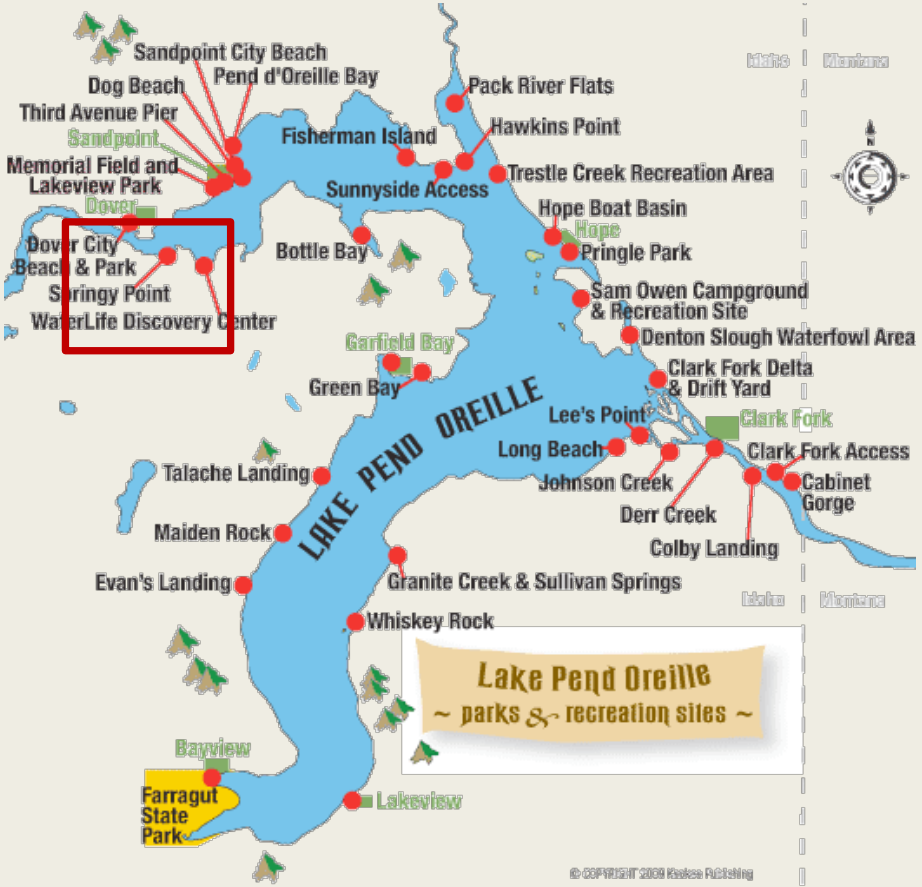 Sandpoint City Beach
Pend d'Oreille Bay
Dog Beach
Third Avenue Pier
Sandpoint
Memorial Field and
Lakeview Park
Dover
Dover City
Beach & Park
Springy Point
WaterLife Discovery Center
Fisherman Island
Sunnyside Access
Bottle Bay
Pack River Flats
Hawkins Point
Trestle Creek Recreation Area
Hope Boat Basin
Hope
Pringle Park
Sam Owen Campground
& Recreation Site
Denton Slough Waterfowl Area
Clark Fork Delta
& Drift Yard
Idaho
Montana
N
Garfield Bay
Green Bay
LAKE PEND OREILLE
Lee's Point
Long Beach
Johnson Creek
Derr Creek
Colby Landing
Clark Fork
Clark Fork Access
Cabinet
Gorge
Talache Landing
Maiden Rock
Evan's Landing
Granite Creek & Sullivan Springs
Whiskey Rock
Idaho
Montana
Lake Pend Oreille
~ parks & recreation sites ~
Bayview
Farragut
State
Park
Lakeview
© COPYRIGHT 2009 Keokee Publishing